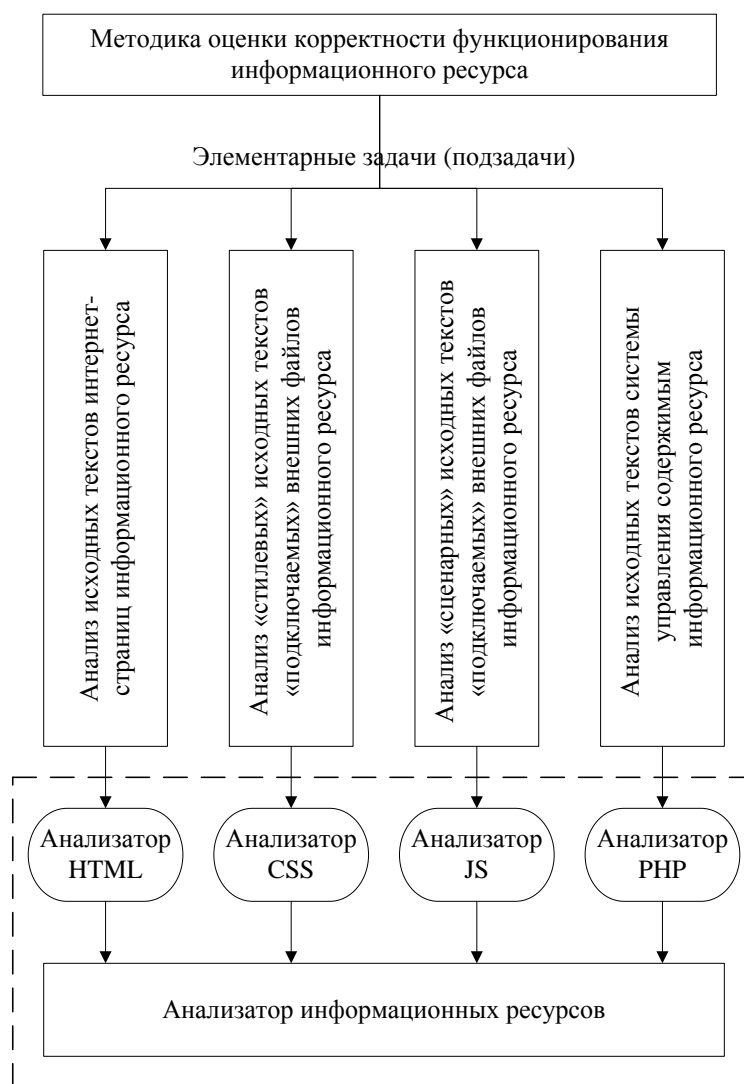 Методика оценки корректности функционирования
информационного ресурса
Элементарные задачи (подзадачи)
Анализ исходных текстов интернет-
страниц информационного ресурса
Анализ «стилевых» исходных текстов
«подключаемых» внешних файлов
информационного ресурса
Анализ «сценарных» исходных текстов
«подключаемых» внешних файлов
информационного ресурса
Анализ исходных текстов системы
управления содержимым
информационного ресурса
Анализатор
HTML
Анализатор
CSS
Анализатор
JS
Анализатор
PHP
Анализатор информационных ресурсов